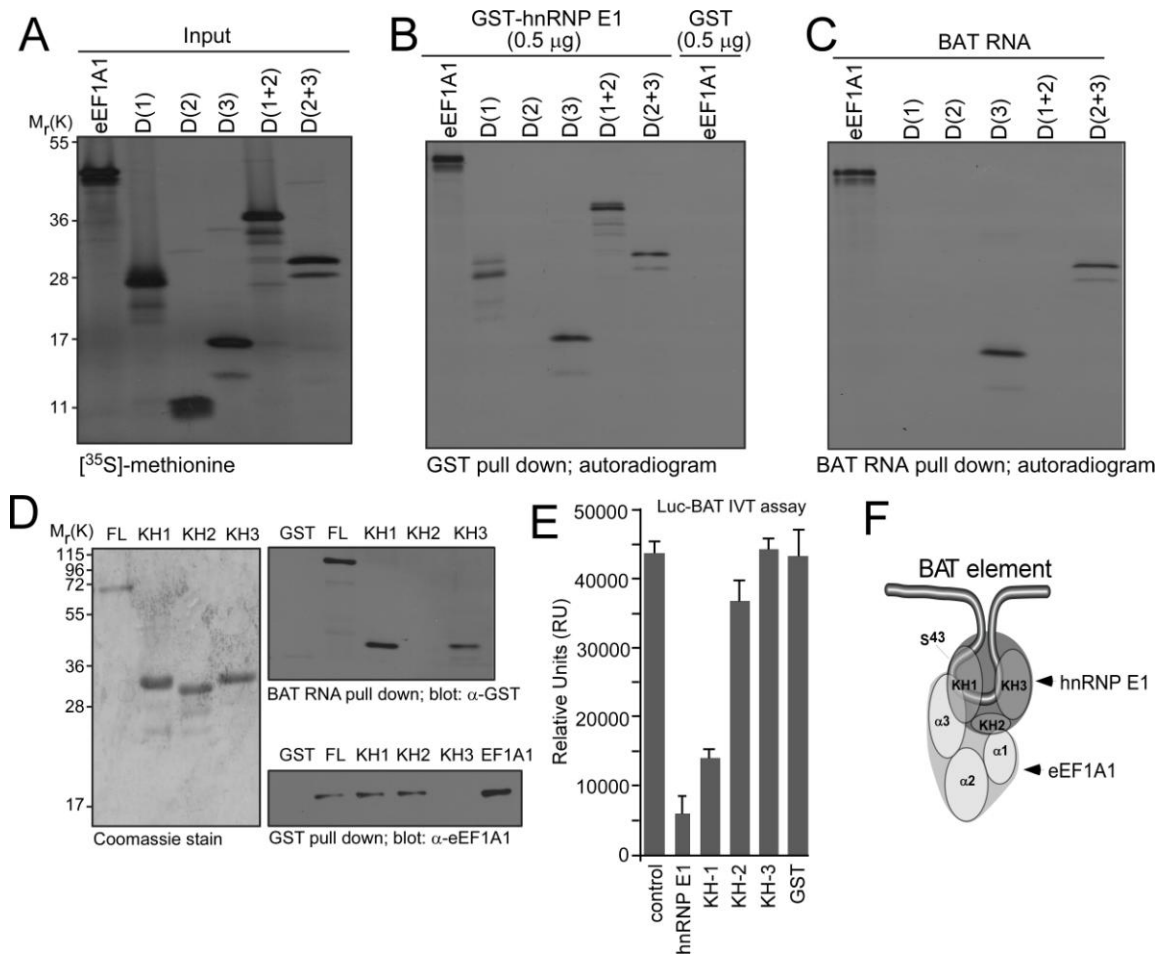 A
Input
eEF1A1 D(1) D(2) D(3) D(1+2) D(2+3)
Mr(K)
55
36
28
17
11
[35S]-methionine
B
GST-hnRNP E1 (0.5 μg)
GST (0.5 μg)
eEF1A1 D(1) D(2) D(3) D(1+2) D(2+3) eEF1A1
GST pull down; autoradiogram
C
BAT RNA
eEF1A1 D(1) D(2) D(3) D(1+2) D(2+3)
BAT RNA pull down; autoradiogram
D
Mr(K) FL KH1 KH2 KH3
115
96
72
55
36
28
17
Coomassie stain
GST FL KH1 KH2 KH3
BAT RNA pull down; blot: α-GST
GST FL KH1 KH2 KH3 EF1A1
GST pull down; blot: α-eEF1A1
E
Luc-BAT IVT assay
Relative Units (RU)
50000
40000
30000
20000
10000
0
control hnRNP E1 KH-1 KH-2 KH-3 GST
F
BAT element
S43
KH1
KH3
hnRNP E1
KH2
α3
α1
α2
eEF1A1